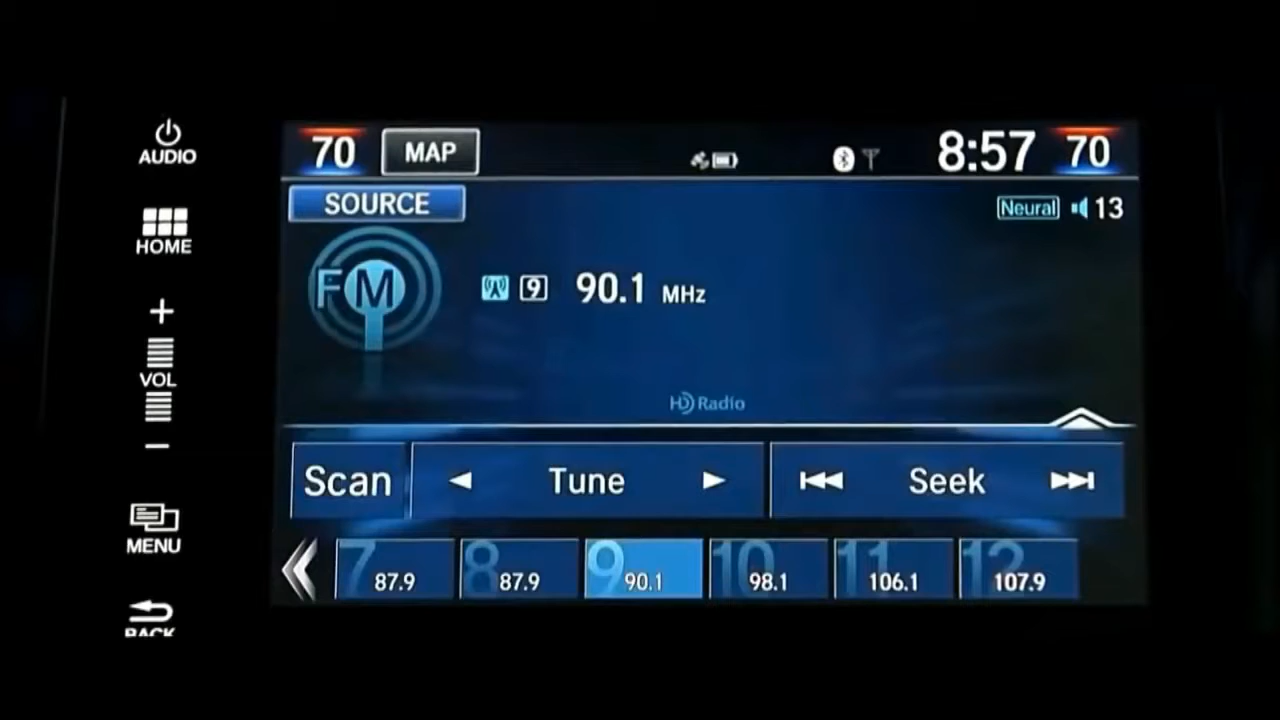 AUDIO
HOME
+
VOL
−
MENU
BACK
70 MAP 8:57 70
SOURCE
Neural 13
FM
9 90.1 MHz
HD Radio
Scan Tune Seek
7 87.9
8 87.9
9 90.1
10 98.1
11 106.1
12 107.9